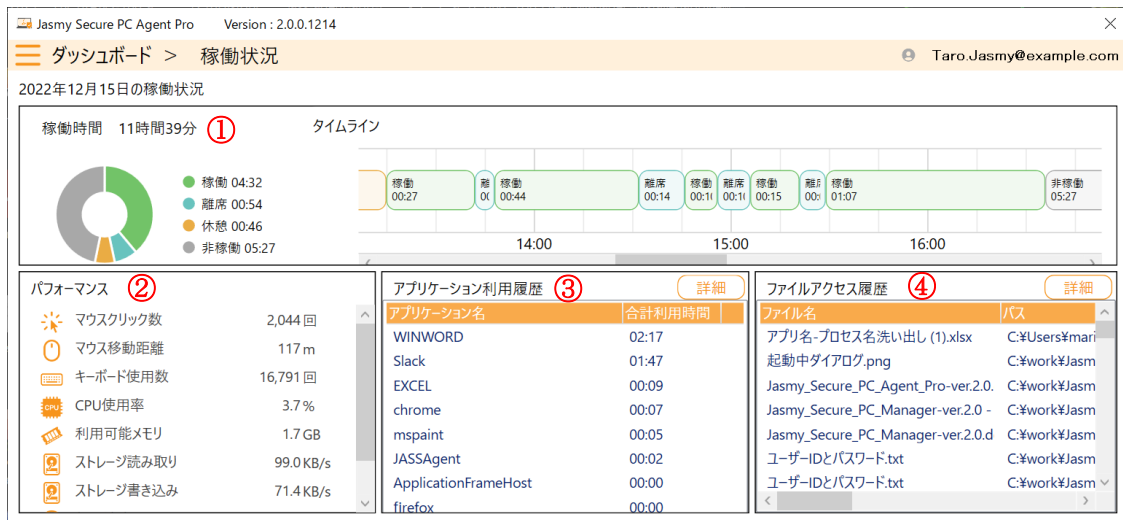 Jasmy Secure PC Agent Pro Version : 2.0.0.1214
ダッシュボード > 稼働状況
Taro.Jasmy@example.com
2022年12月15日の稼働状況
稼働時間 11時間39分 ①
稼働 04:32
離席 00:54
休憩 00:46
非稼働 05:27
タイムライン
稼働 離 稼働 離席 稼働 離席 稼働 離席 稼働 非稼働
00:27 00:44 00:14 00:10 00:10 00:15 01:07 05:27
14:00 15:00 16:00
パフォーマンス ②
マウスクリック数 2,044 回
マウス移動距離 117 m
キーボード使用数 16,791 回
CPU使用率 3.7 %
利用可能メモリ 1.7 GB
ストレージ読み取り 99.0 KB/s
ストレージ書き込み 71.4 KB/s
アプリケーション利用履歴 ③ 詳細
アプリケーション名 合計利用時間
WINWORD 02:17
Slack 01:47
EXCEL 00:09
chrome 00:07
mspaint 00:05
JASSAgent 00:02
ApplicationFrameHost 00:00
firefox 00:00
ファイルアクセス履歴 ④ 詳細
ファイル名 パス
アプリ名-プロセス名洗い出し (1).xlsx C:¥Users¥mari
起動中ダイアログ.png C:¥work¥Jasm
Jasmy_Secure_PC_Agent_Pro-ver.2.0. C:¥work¥Jasm
Jasmy_Secure_PC_Manager-ver.2.0 - C:¥work¥Jasm
Jasmy_Secure_PC_Manager-ver.2.0.d C:¥work¥Jasm
ユーザーIDとパスワード.txt C:¥work¥Jasm
ユーザーIDとパスワード.txt C:¥work¥Jasm